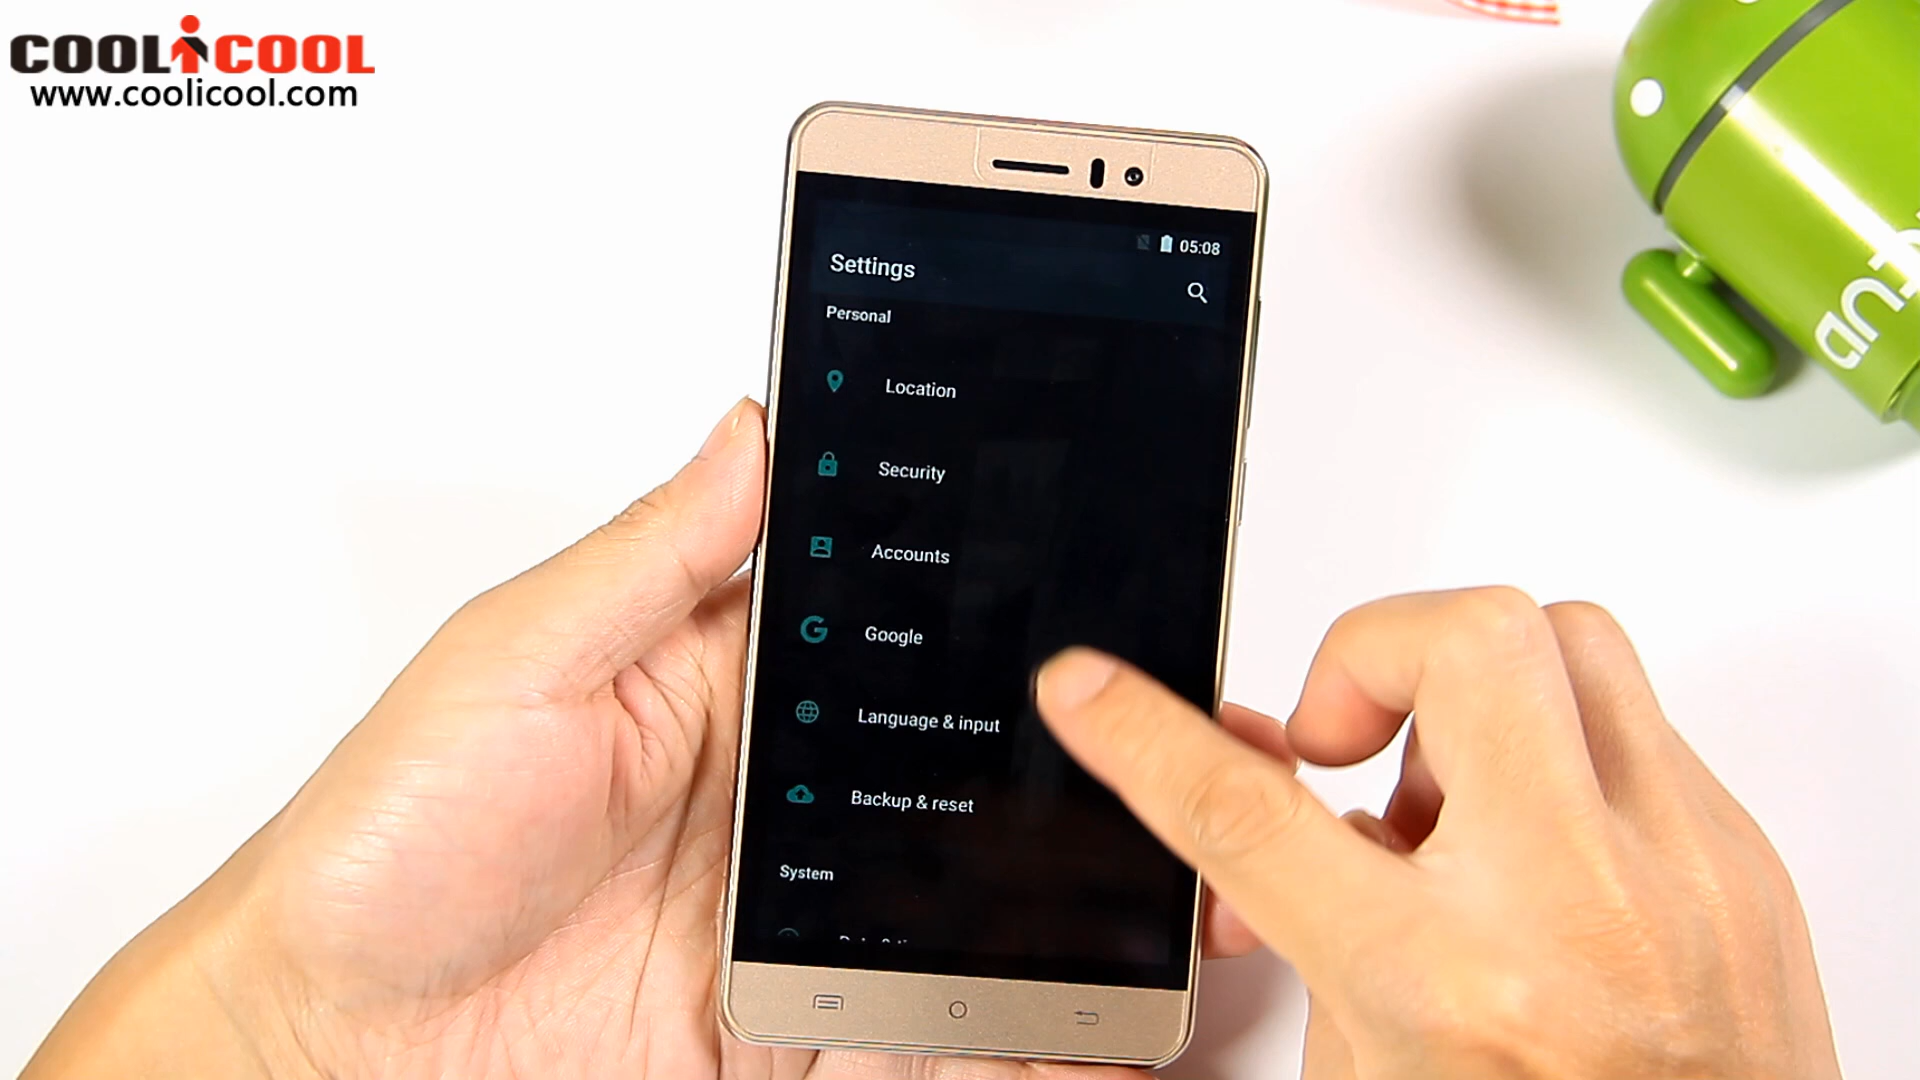 COOLiCOOL
www.coolicool.com
05:08
Settings
Personal
Location
Security
Accounts
Google
Language & input
Backup & reset
System